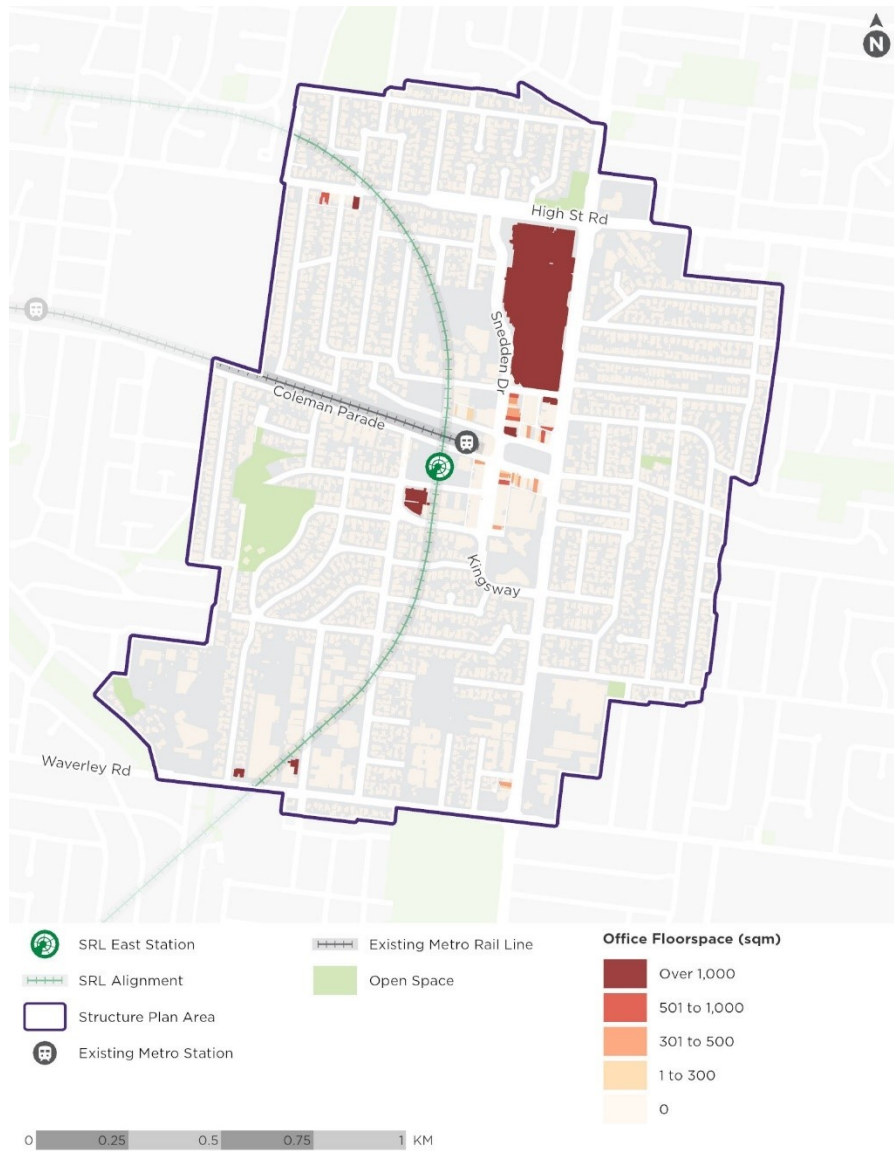 N
High St Rd
Snedden Dr
Coleman Parade
Kingsway
Waverley Rd
SRL East Station
SRL Alignment
Structure Plan Area
Existing Metro Station
Existing Metro Rail Line
Open Space
Office Floorspace (sqm)
Over 1,000
501 to 1,000
301 to 500
1 to 300
0
0 0.25 0.5 0.75 1 KM